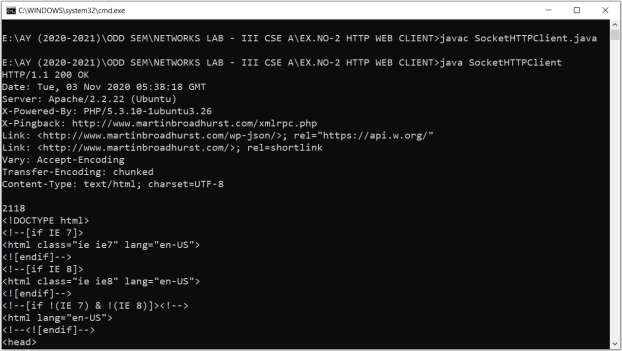 C:\WINDOWS\system32\cmd.exe
E:\AY (2020-2021)\ODD SEM\NETWORKS LAB - III CSE A\EX.NO-2 HTTP WEB CLIENT>javac SocketHTTPClient.java
E:\AY (2020-2021)\ODD SEM\NETWORKS LAB - III CSE A\EX.NO-2 HTTP WEB CLIENT>java SocketHTTPClient
HTTP/1.1 200 OK
Date: Tue, 03 Nov 2020 05:38:18 GMT
Server: Apache/2.2.22 (Ubuntu)
X-Powered-By: PHP/5.3.10-1ubuntu3.26
X-Pingback: http://www.martinbroadhurst.com/xmlrpc.php
Link: <http://www.martinbroadhurst.com/wp-json/>; rel="https://api.w.org/"
Link: <http://www.martinbroadhurst.com/>; rel=shortlink
Vary: Accept-Encoding
Transfer-Encoding: chunked
Content-Type: text/html; charset=UTF-8
2118
<!DOCTYPE html>
<!--[if IE 7]>
<html class="ie ie7" lang="en-US">
<![endif]-->
<!--[if IE 8]>
<html class="ie ie8" lang="en-US">
<![endif]-->
<!--[if !(IE 7) & !(IE 8)]><!-->
<html lang="en-US">
<!--<![endif]-->
<head>